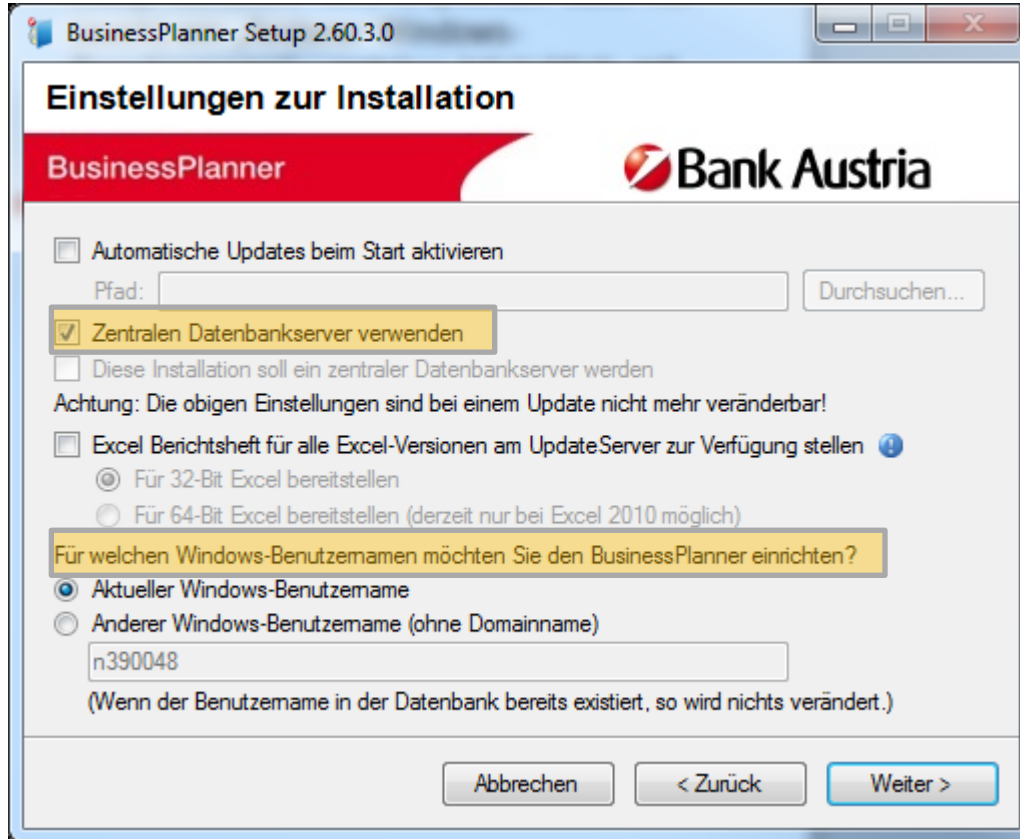 BusinessPlanner Setup 2.60.3.0
Einstellungen zur Installation
BusinessPlanner
Bank Austria
Automatische Updates beim Start aktivieren
Pfad:
Durchsuchen...
Zentralen Datenbankserver verwenden
Diese Installation soll ein zentraler Datenbankserver werden
Achtung: Die obigen Einstellungen sind bei einem Update nicht mehr veränderbar!
Excel Berichtsheft für alle Excel-Versionen am UpdateServer zur Verfügung stellen
Für 32-Bit Excel bereitstellen
Für 64-Bit Excel bereitstellen (derzeit nur bei Excel 2010 möglich)
Für welchen Windows-Benutzernamen möchten Sie den BusinessPlanner einrichten?
Aktueller Windows-Benutzername
Anderer Windows-Benutzername (ohne Domainname)
n390048
(Wenn der Benutzername in der Datenbank bereits existiert, so wird nichts verändert.)
Abbrechen
< Zurück
Weiter >